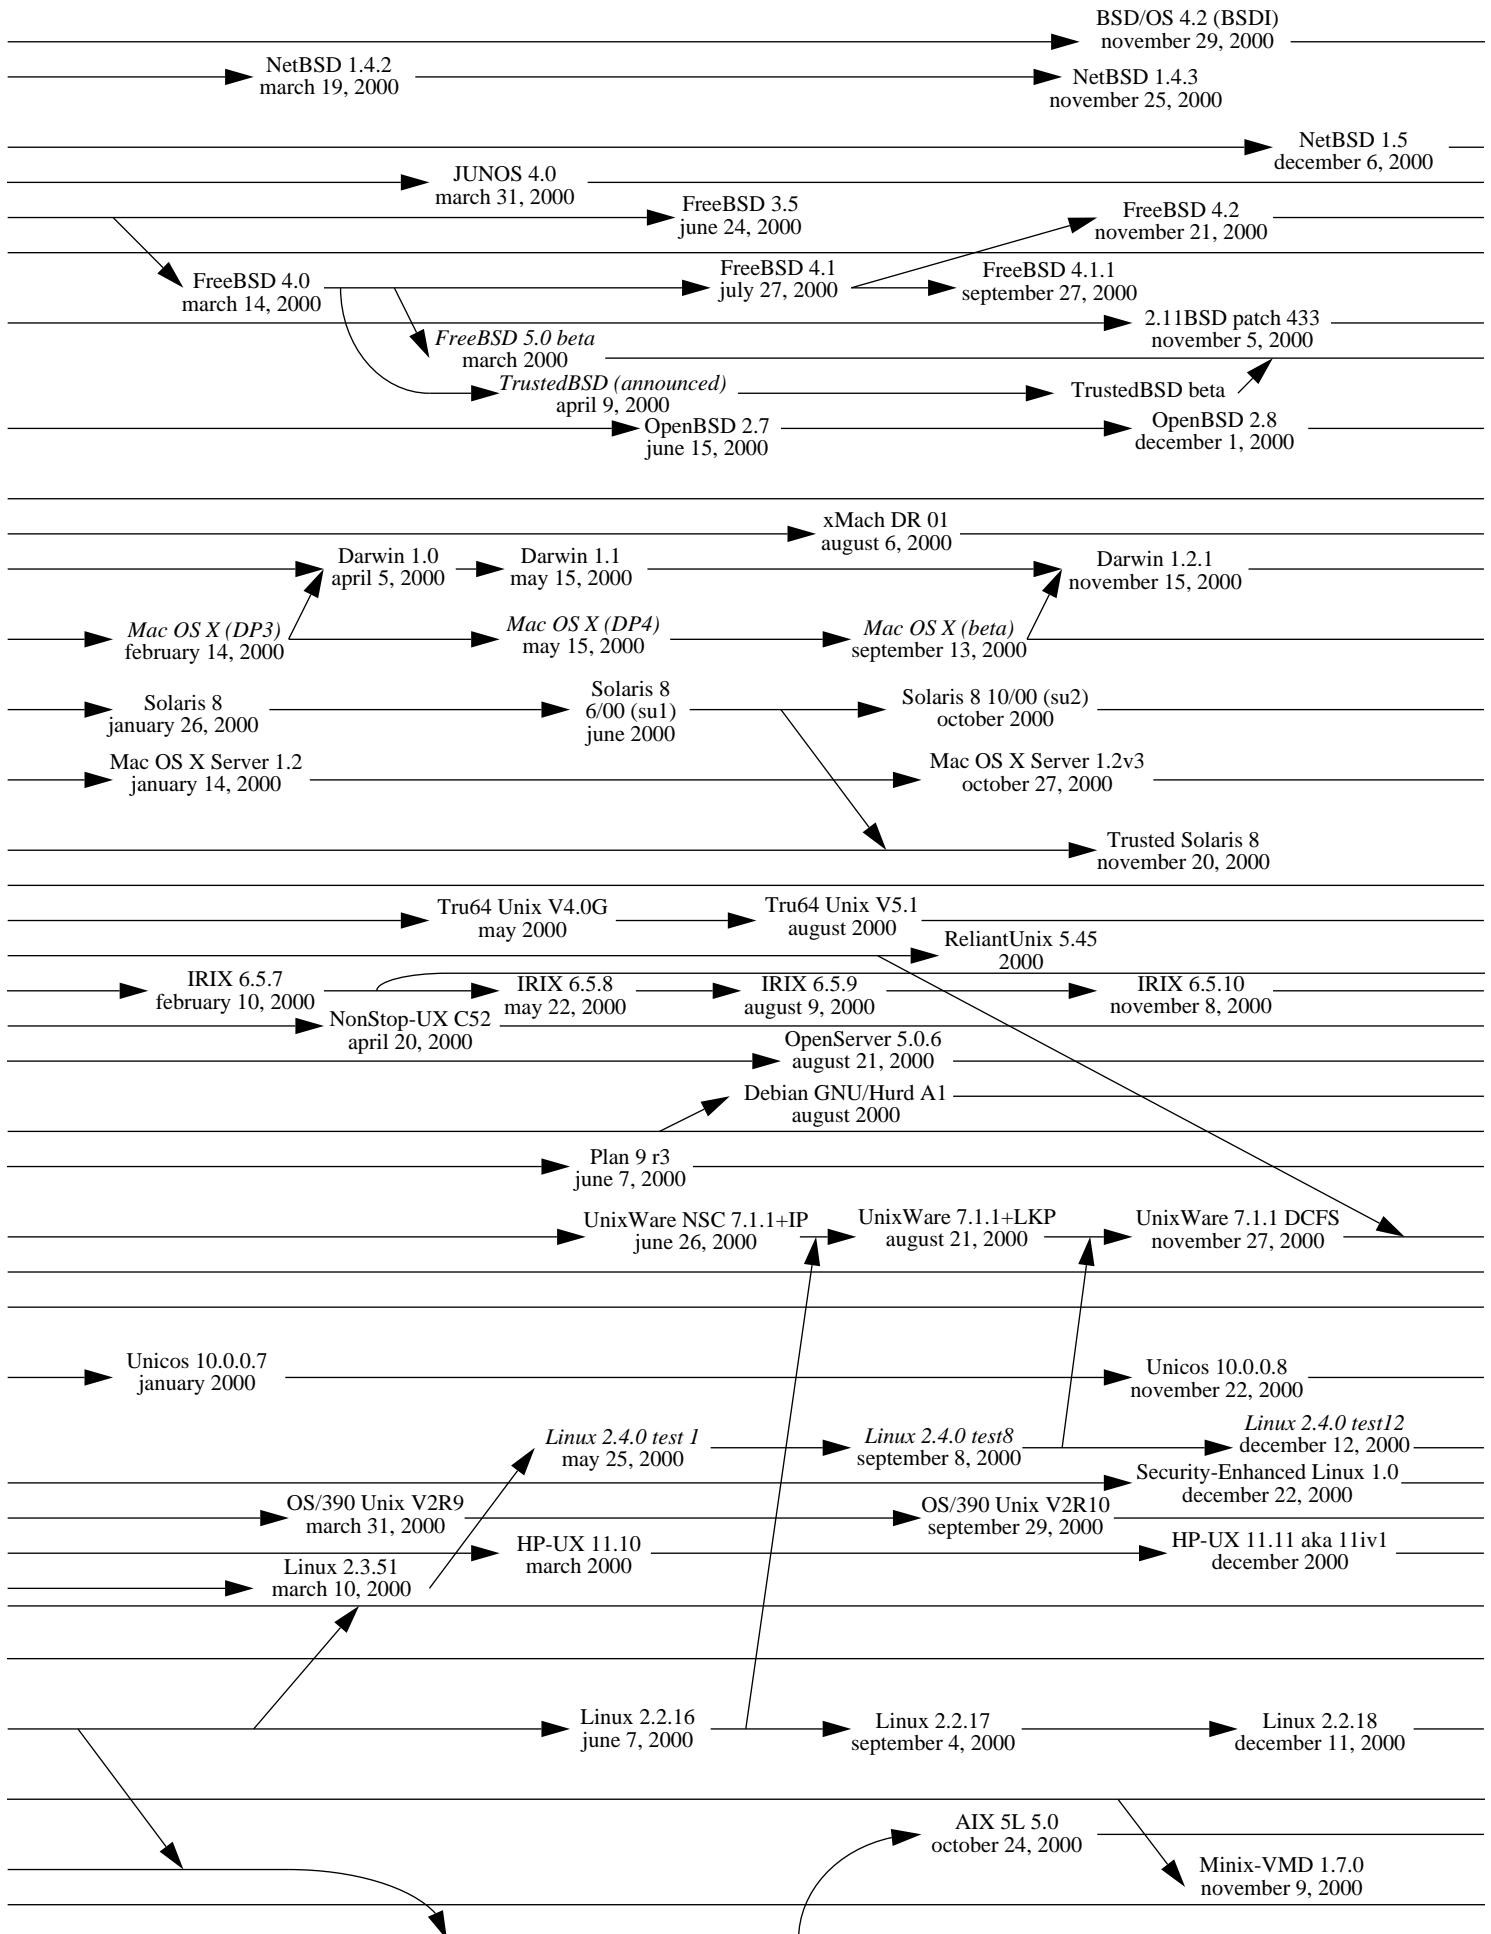 BSD/OS 4.2 (BSDI)
november 29, 2000
NetBSD 1.4.2
march 19, 2000
NetBSD 1.4.3
november 25, 2000
NetBSD 1.5
december 6, 2000
JUNOS 4.0
march 31, 2000
FreeBSD 3.5
june 24, 2000
FreeBSD 4.2
november 21, 2000
FreeBSD 4.0
march 14, 2000
FreeBSD 4.1
july 27, 2000
FreeBSD 4.1.1
september 27, 2000
2.11BSD patch 433
november 5, 2000
FreeBSD 5.0 beta
march 2000
TrustedBSD (announced)
april 9, 2000
TrustedBSD beta
OpenBSD 2.7
june 15, 2000
OpenBSD 2.8
december 1, 2000
xMach DR 01
august 6, 2000
Darwin 1.0
april 5, 2000
Darwin 1.1
may 15, 2000
Darwin 1.2.1
november 15, 2000
Mac OS X (DP3)
february 14, 2000
Mac OS X (DP4)
may 15, 2000
Mac OS X (beta)
september 13, 2000
Solaris 8
january 26, 2000
Solaris 8
6/00 (su1)
june 2000
Solaris 8 10/00 (su2)
october 2000
Mac OS X Server 1.2
january 14, 2000
Mac OS X Server 1.2v3
october 27, 2000
Trusted Solaris 8
november 20, 2000
Tru64 Unix V4.0G
may 2000
Tru64 Unix V5.1
august 2000
ReliantUnix 5.45
2000
IRIX 6.5.7
february 10, 2000
IRIX 6.5.8
may 22, 2000
IRIX 6.5.9
august 9, 2000
IRIX 6.5.10
november 8, 2000
NonStop-UX C52
april 20, 2000
OpenServer 5.0.6
august 21, 2000
Debian GNU/Hurd A1
august 2000
Plan 9 r3
june 7, 2000
UnixWare NSC 7.1.1+IP
june 26, 2000
UnixWare 7.1.1+LKP
august 21, 2000
UnixWare 7.1.1 DCFS
november 27, 2000
Unicos 10.0.0.7
january 2000
Unicos 10.0.0.8
november 22, 2000
Linux 2.4.0 test 1
may 25, 2000
Linux 2.4.0 test8
september 8, 2000
Linux 2.4.0 test12
december 12, 2000
Security-Enhanced Linux 1.0
december 22, 2000
OS/390 Unix V2R9
march 31, 2000
OS/390 Unix V2R10
september 29, 2000
HP-UX 11.10
march 2000
HP-UX 11.11 aka 11iv1
december 2000
Linux 2.3.51
march 10, 2000
Linux 2.2.16
june 7, 2000
Linux 2.2.17
september 4, 2000
Linux 2.2.18
december 11, 2000
AIX 5L 5.0
october 24, 2000
Minix-VMD 1.7.0
november 9, 2000